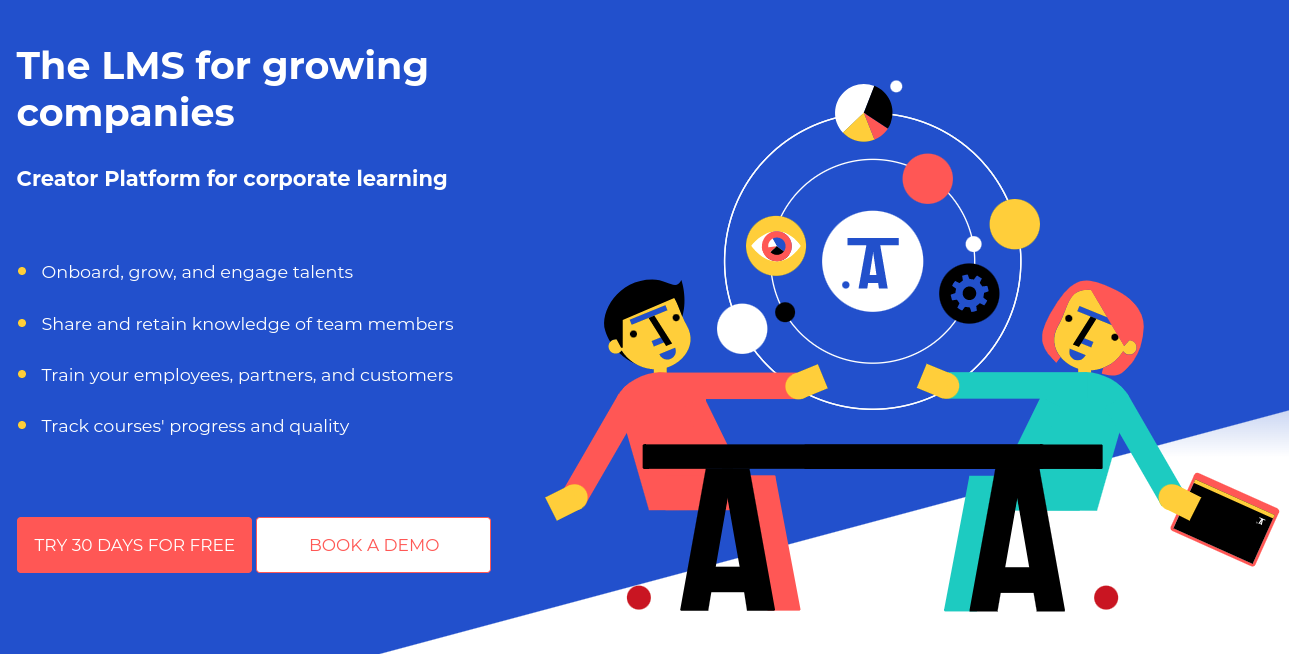 The LMS for growing
companies
Creator Platform for corporate learning
Onboard, grow, and engage talents
Share and retain knowledge of team members
Train your employees, partners, and customers
Track courses' progress and quality
TRY 30 DAYS FOR FREE
BOOK A DEMO